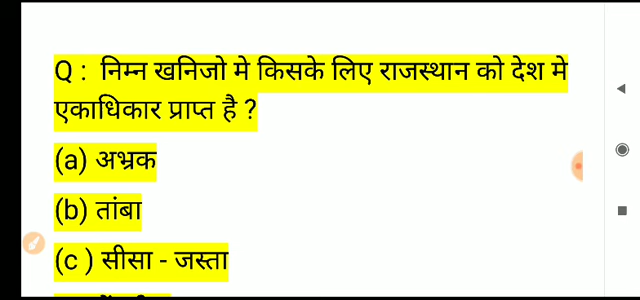 Q : निम्न खनिजो मे किसके लिए राजस्थान को देश मे
एकाधिकार प्राप्त है ?
(a) अभ्रक
(b) तांबा
(c ) सीसा - जस्ता